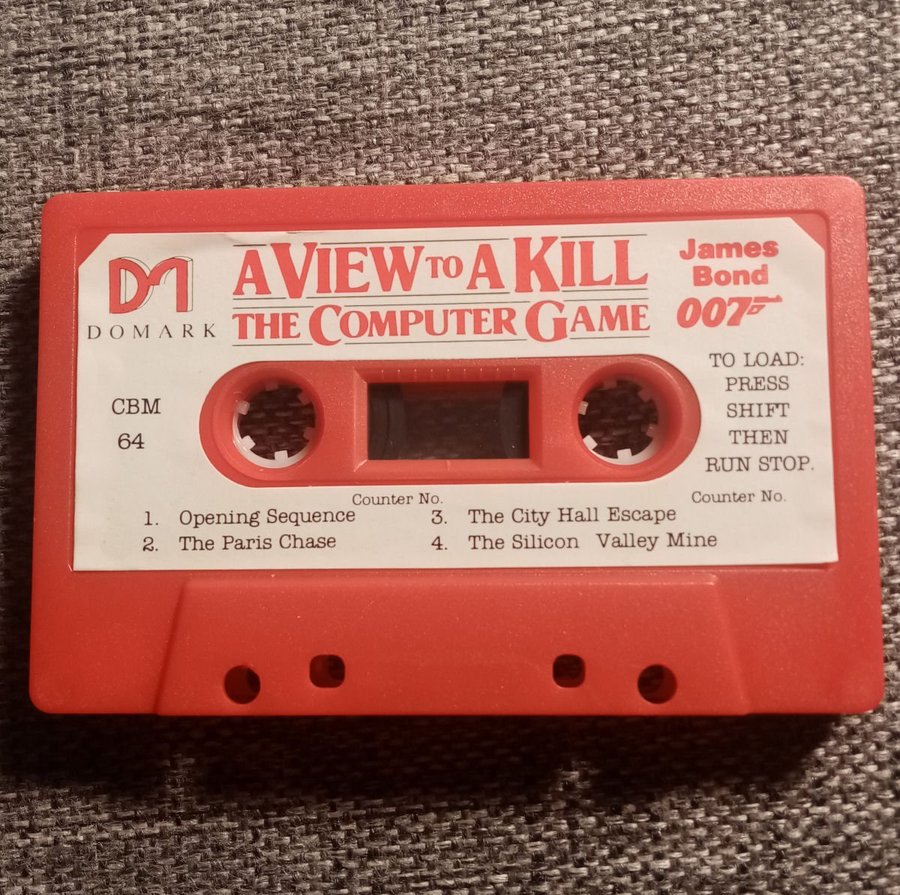 DM
DOMARK
A VIEW TO A KILL
THE COMPUTER GAME
James
Bond
007
CBM
64
TO LOAD:
PRESS
SHIFT
THEN
RUN STOP.
Counter No.
1. Opening Sequence
2. The Paris Chase
Counter No.
3. The City Hall Escape
4. The Silicon Valley Mine